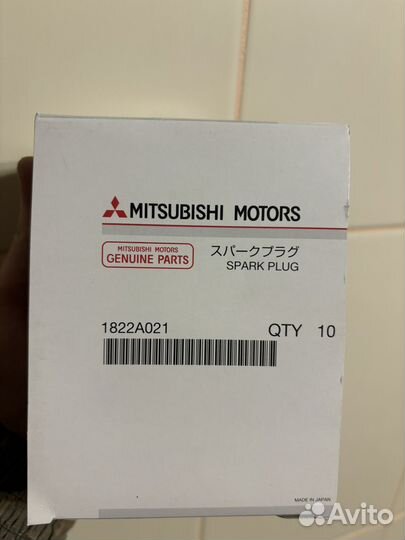 MITSUBISHI MOTORS
MITSUBISHI MOTORS
GENUINE PARTS
スパークプラグ
SPARK PLUG
1822A021
QTY 10
MADE IN JAPAN
Avito